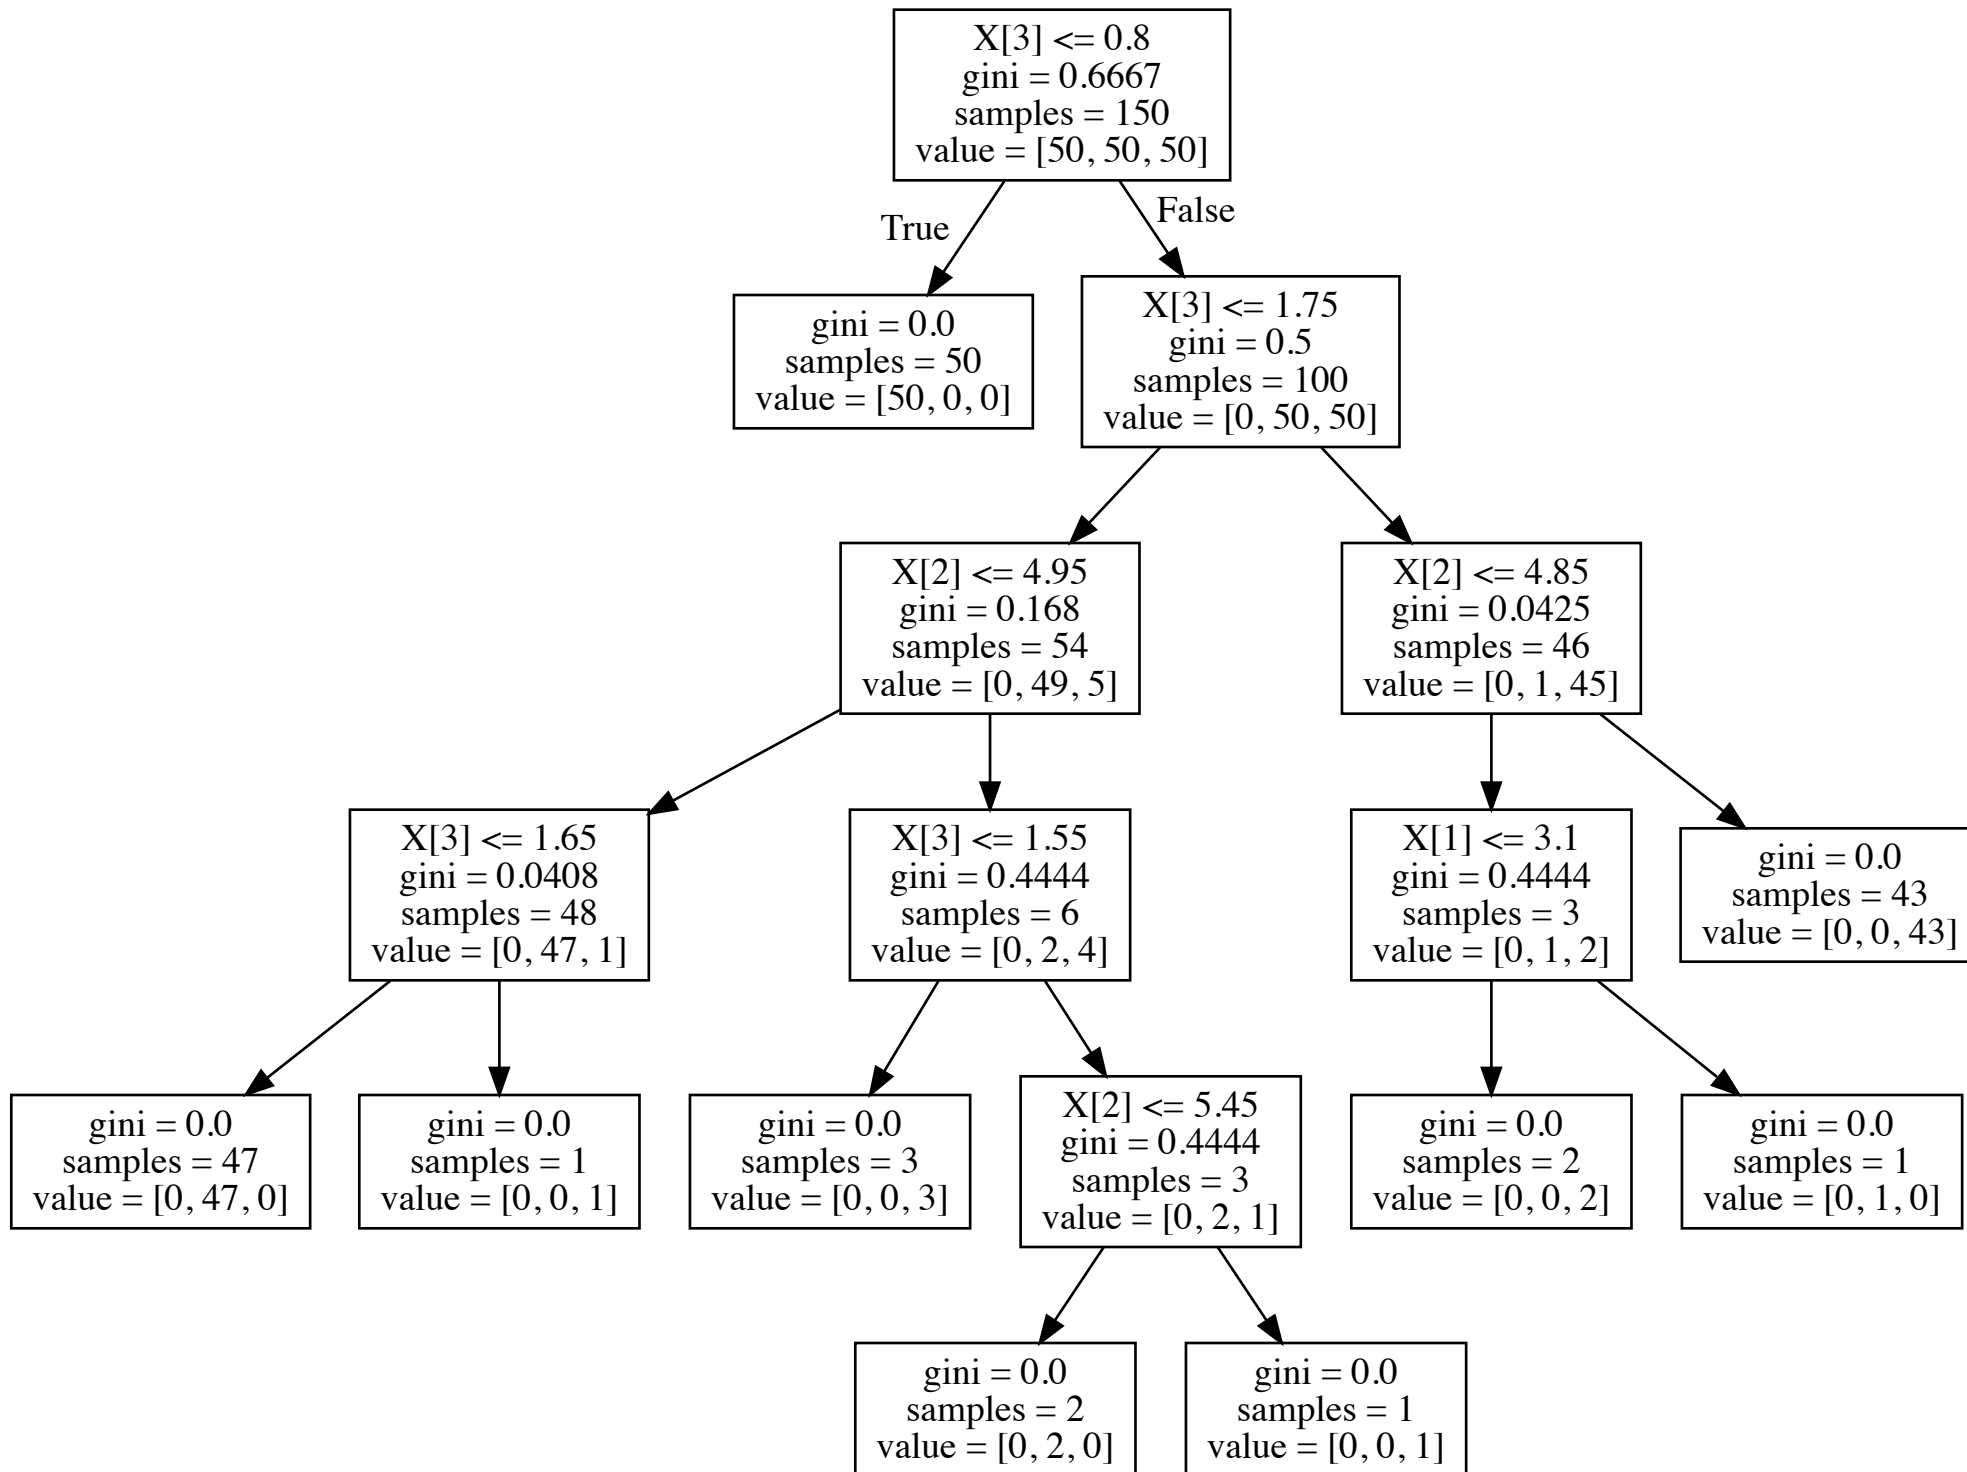 X[3] <= 0.8
gini = 0.6667
samples = 150
value = [50, 50, 50]
True
False
gini = 0.0
samples = 50
value = [50, 0, 0]
X[3] <= 1.75
gini = 0.5
samples = 100
value = [0, 50, 50]
X[2] <= 4.95
gini = 0.168
samples = 54
value = [0, 49, 5]
X[2] <= 4.85
gini = 0.0425
samples = 46
value = [0, 1, 45]
X[3] <= 1.65
gini = 0.0408
samples = 48
value = [0, 47, 1]
X[3] <= 1.55
gini = 0.4444
samples = 6
value = [0, 2, 4]
X[1] <= 3.1
gini = 0.4444
samples = 3
value = [0, 1, 2]
gini = 0.0
samples = 43
value = [0, 0, 43]
gini = 0.0
samples = 47
value = [0, 47, 0]
gini = 0.0
samples = 1
value = [0, 0, 1]
gini = 0.0
samples = 3
value = [0, 0, 3]
X[2] <= 5.45
gini = 0.4444
samples = 3
value = [0, 2, 1]
gini = 0.0
samples = 2
value = [0, 0, 2]
gini = 0.0
samples = 1
value = [0, 1, 0]
gini = 0.0
samples = 2
value = [0, 2, 0]
gini = 0.0
samples = 1
value = [0, 0, 1]